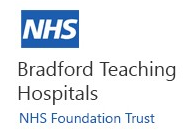 NHS
Bradford Teaching
Hospitals
NHS Foundation Trust